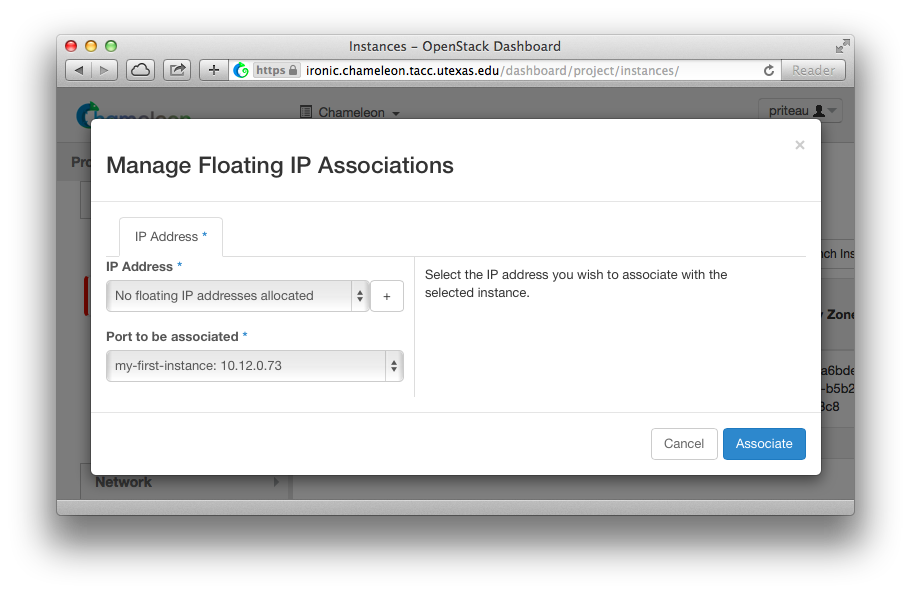 Instances – OpenStack Dashboard
https ironic.chameleon.tacc.utexas.edu/dashboard/project/instances/
Reader
Chameleon
Chameleon
priteau
Manage Floating IP Associations
×
IP Address *
IP Address *
No floating IP addresses allocated
+
Select the IP address you wish to associate with the
selected instance.
Port to be associated *
my-first-instance: 10.12.0.73
Cancel
Associate
Network